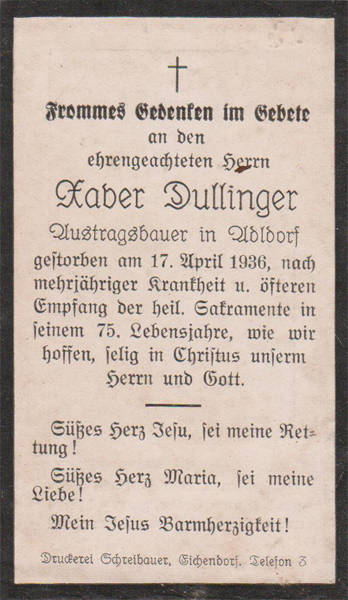 Frommes Gedenken im Gebete
an den
ehrengeachteten Herrn
Xaver Dullinger
Austragsbauer in Adldorf
gestorben am 17. April 1936, nach
mehrjähriger Krankheit u. öfteren
Empfang der heil. Sakramente in
seinem 75. Lebensjahre, wie wir
hoffen, selig in Christus unserm
Herrn und Gott.
Süßes Herz Jesu, sei meine Ret-
tung!
Süßes Herz Maria, sei meine
Liebe!
Mein Jesus Barmherzigkeit!
Druckerei Schreibauer, Eichendorf. Telefon 3